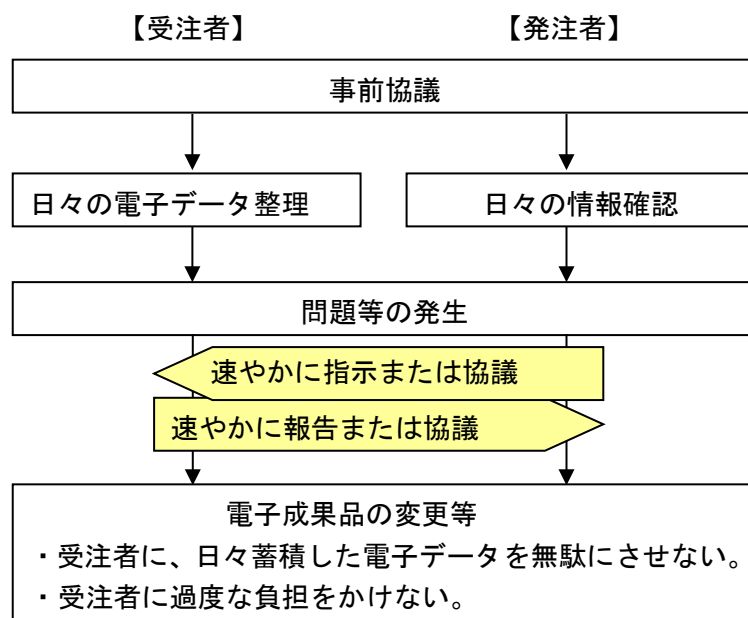 【受注者】
【発注者】
事前協議
日々の電子データ整理
日々の情報確認
問題等の発生
速やかに指示または協議
速やかに報告または協議
電子成果品の変更等
・受注者に、日々蓄積した電子データを無駄にさせない。
・受注者に過度な負担をかけない。